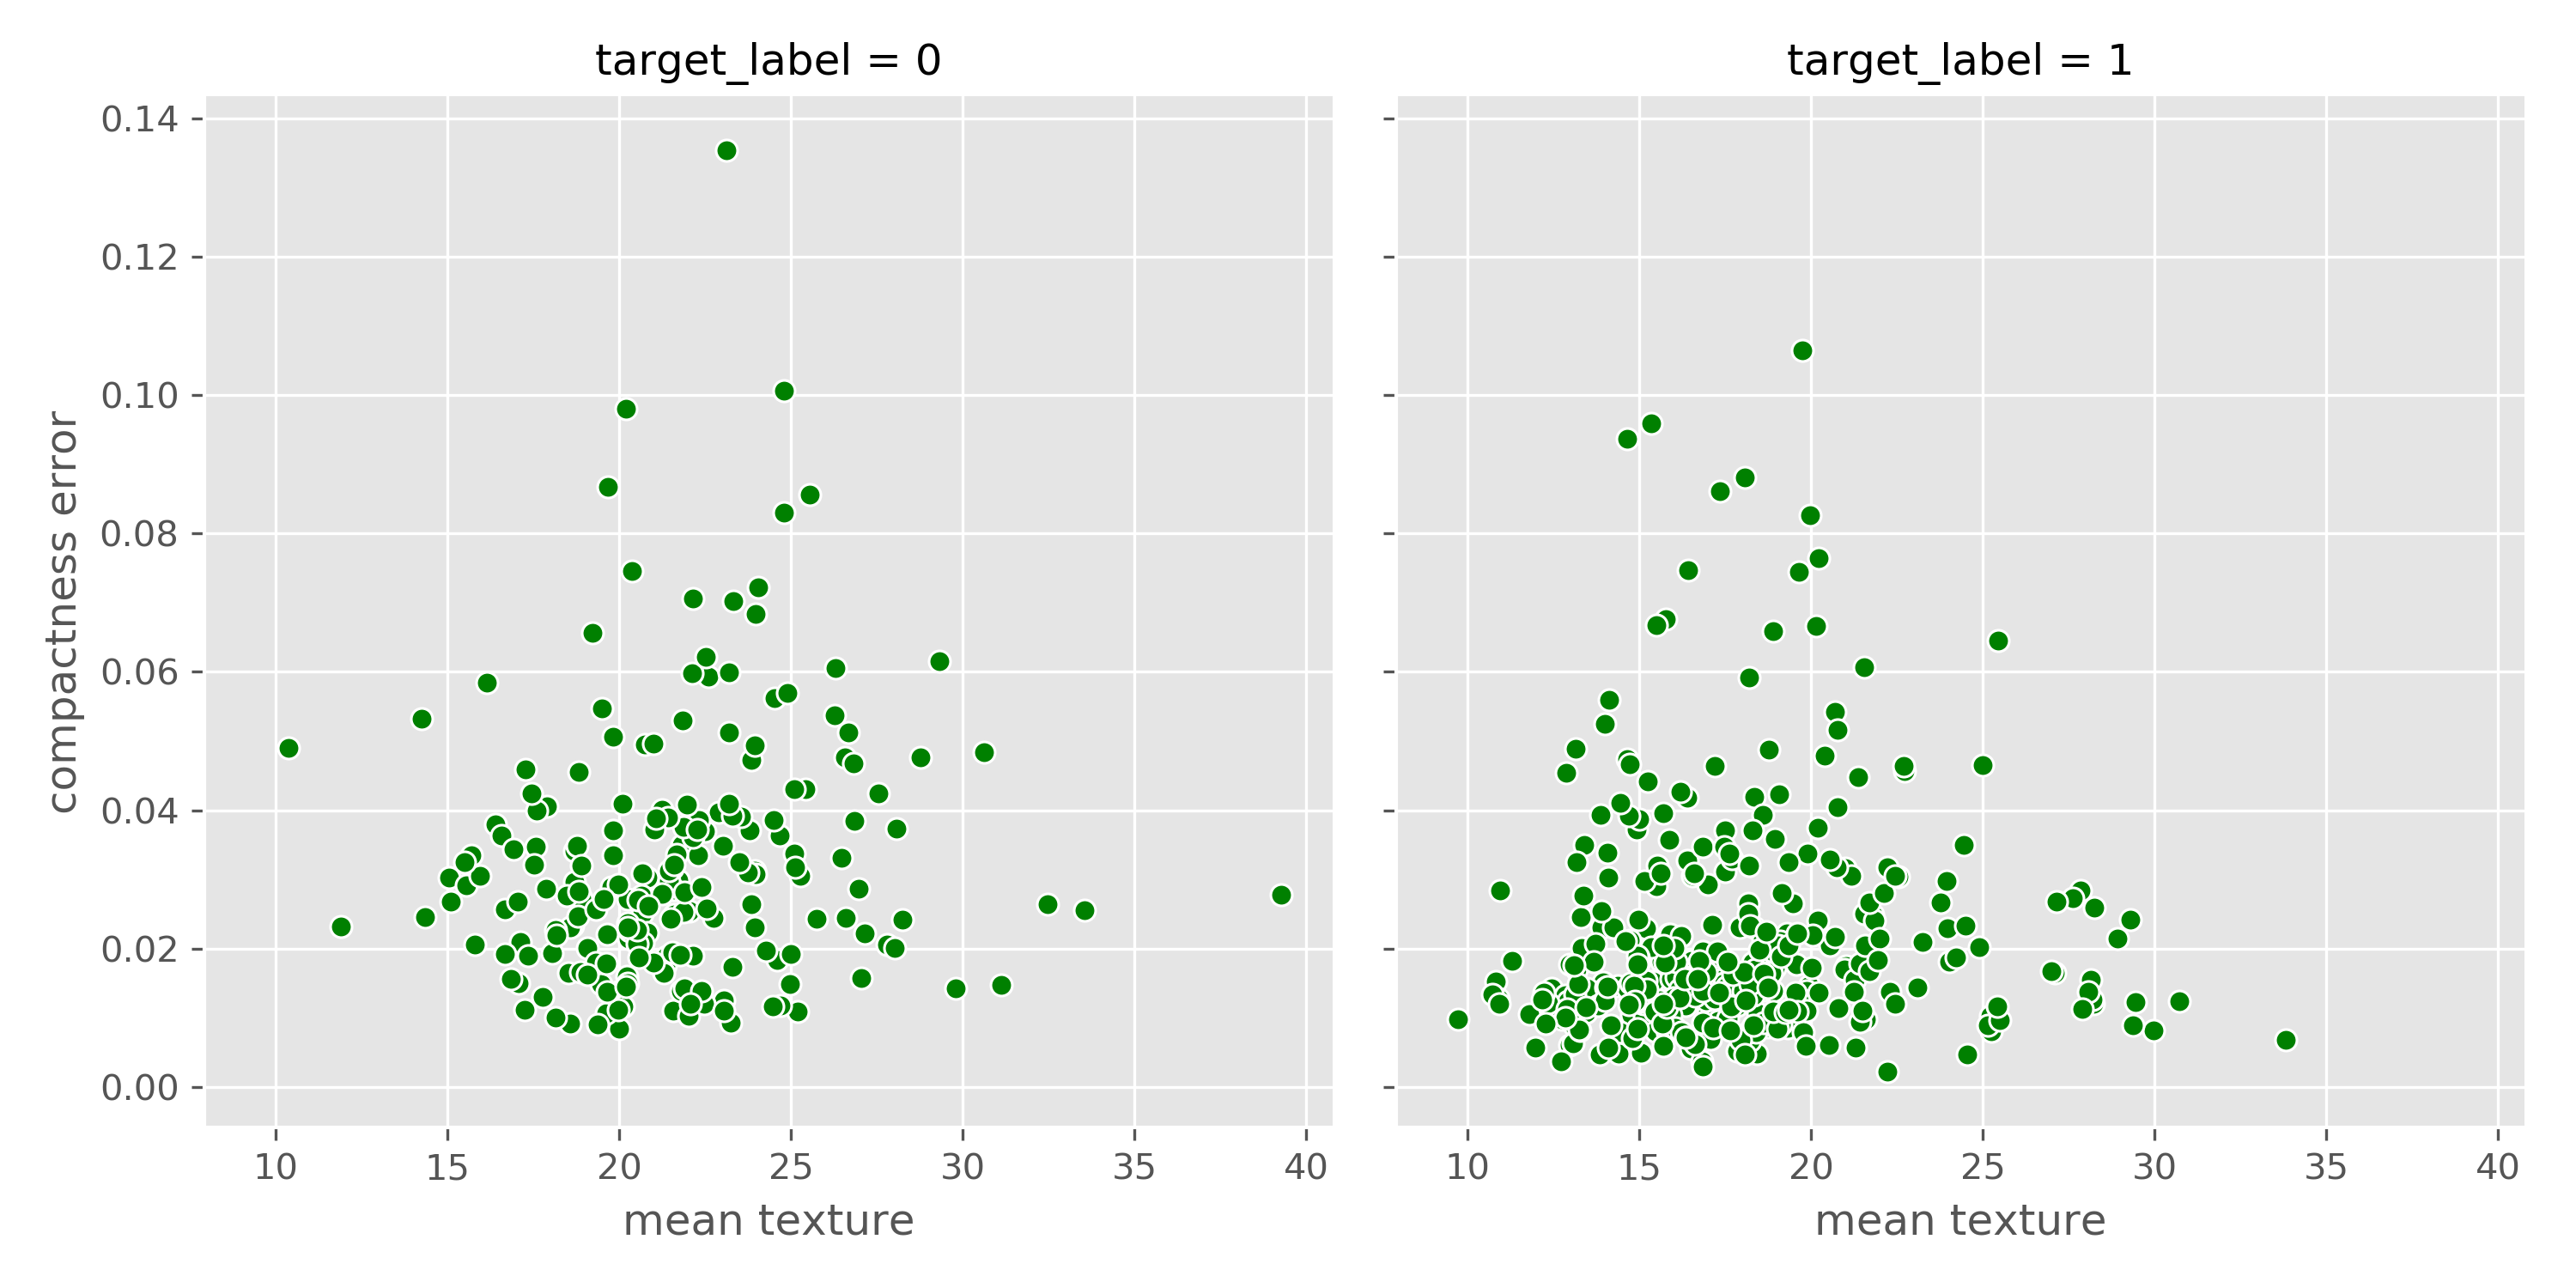 target_label = 0
target_label = 1
0.14
0.12
0.10
0.08
0.06
0.04
0.02
0.00
compactness error
10 15 20 25 30 35 40
10 15 20 25 30 35 40
mean texture
mean texture